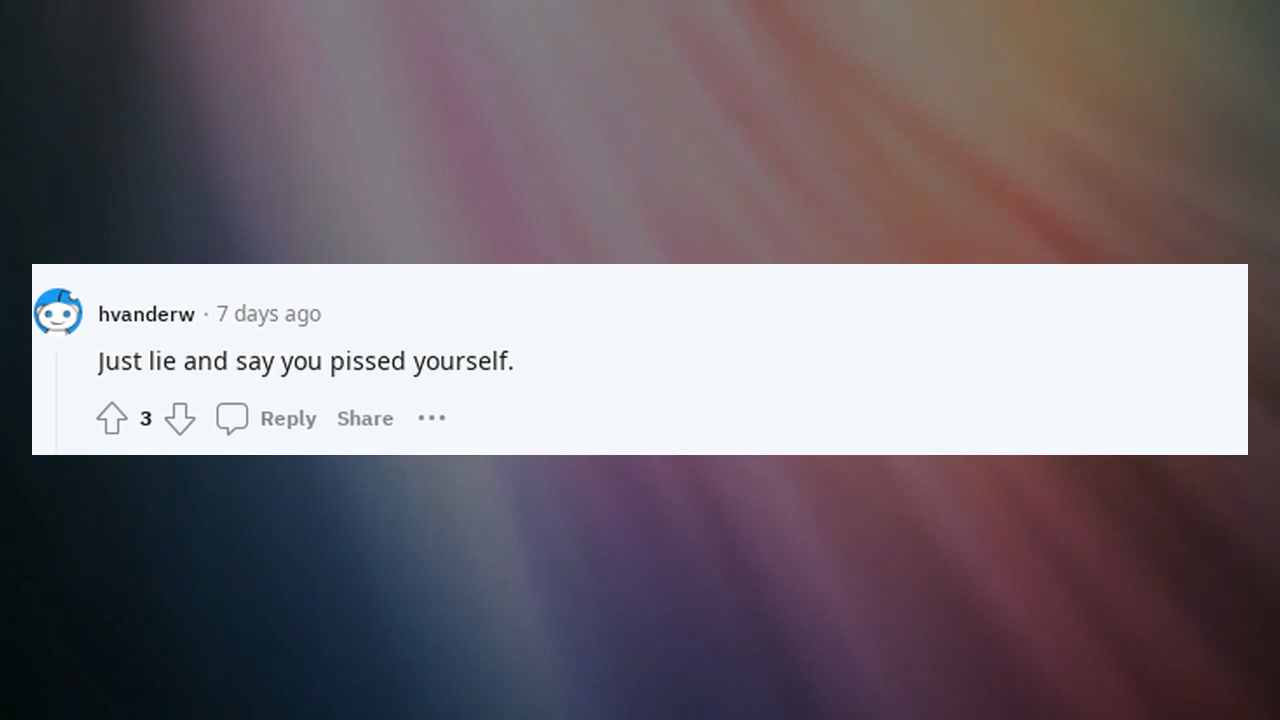 hvanderw · 7 days ago
Just lie and say you pissed yourself.
3 Reply Share ···